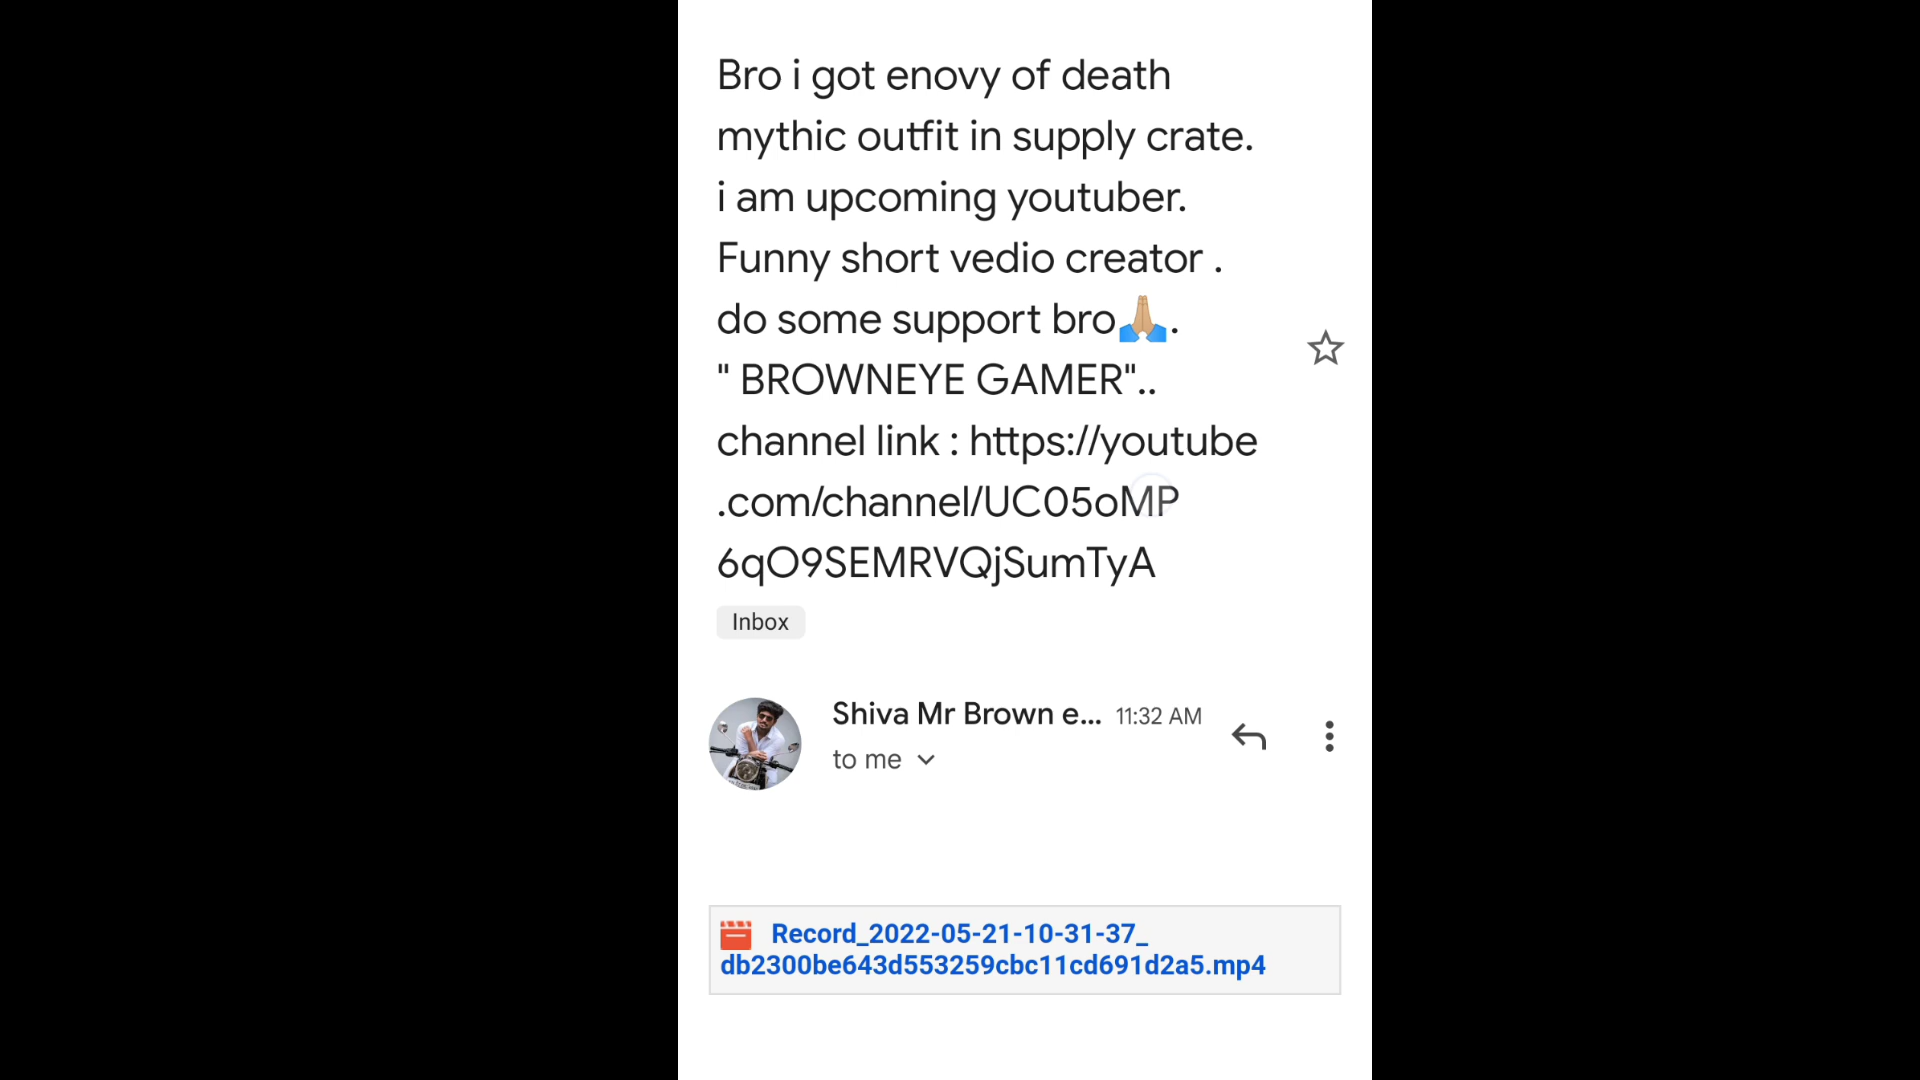 Bro i got enovy of death
mythic outfit in supply crate.
i am upcoming youtuber.
Funny short vedio creator .
do some support bro🙏🏼.
" BROWNEYE GAMER"..
channel link : https://youtube
.com/channel/UC05oMP
6qO9SEMRVQjSumTyA
Inbox
Shiva Mr Brown e... 11:32 AM
to me
Record_2022-05-21-10-31-37_
db2300be643d553259cbc11cd691d2a5.mp4